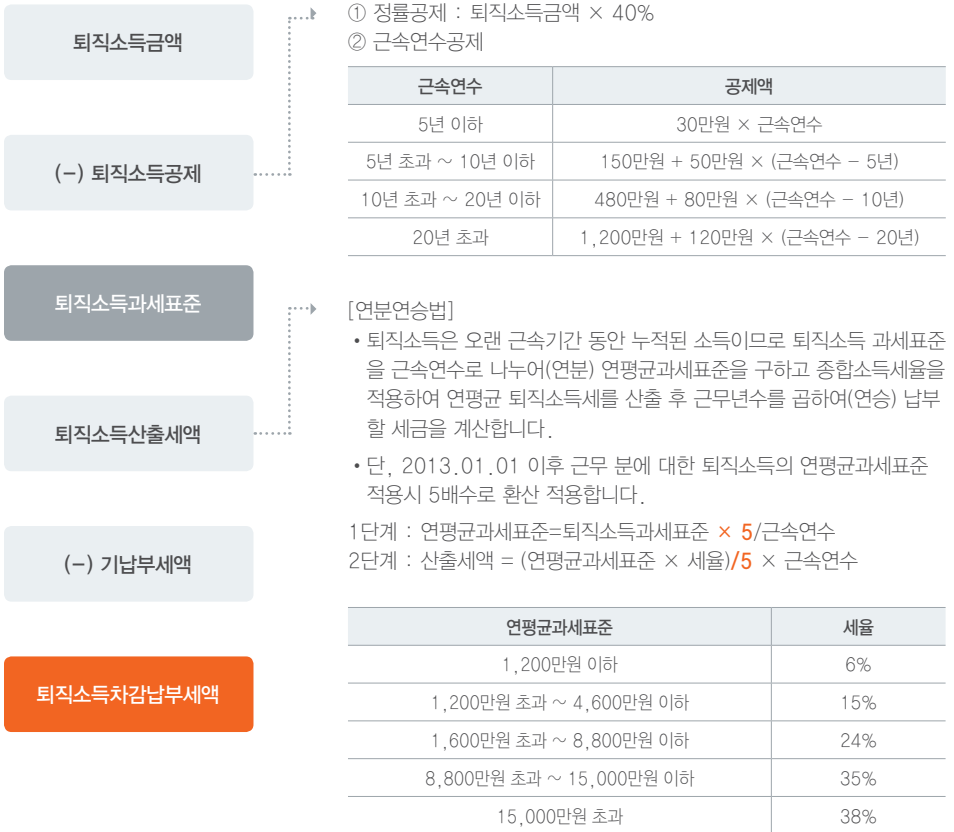 퇴직소득금액
(-) 퇴직소득공제
퇴직소득과세표준
퇴직소득산출세액
(-) 기납부세액
퇴직소득차감납부세액
① 정률공제 : 퇴직소득금액 × 40%
② 근속연수공제
근속연수 공제액
5년 이하 30만원 × 근속연수
5년 초과 ~ 10년 이하 150만원 + 50만원 × (근속연수 - 5년)
10년 초과 ~ 20년 이하 480만원 + 80만원 × (근속연수 - 10년)
20년 초과 1,200만원 + 120만원 × (근속연수 - 20년)
[연분연승법]
• 퇴직소득은 오랜 근속기간 동안 누적된 소득이므로 퇴직소득 과세표준
을 근속연수로 나누어(연분) 연평균과세표준을 구하고 종합소득세율을
적용하여 연평균 퇴직소득세를 산출 후 근무년수를 곱하여(연승) 납부
할 세금을 계산합니다.
• 단, 2013.01.01 이후 근무 분에 대한 퇴직소득의 연평균과세표준
적용시 5배수로 환산 적용합니다.
1단계 : 연평균과세표준=퇴직소득과세표준 × 5/근속연수
2단계 : 산출세액 = (연평균과세표준 × 세율)/5 × 근속연수
연평균과세표준 세율
1,200만원 이하 6%
1,200만원 초과 ~ 4,600만원 이하 15%
1,600만원 초과 ~ 8,800만원 이하 24%
8,800만원 초과 ~ 15,000만원 이하 35%
15,000만원 초과 38%